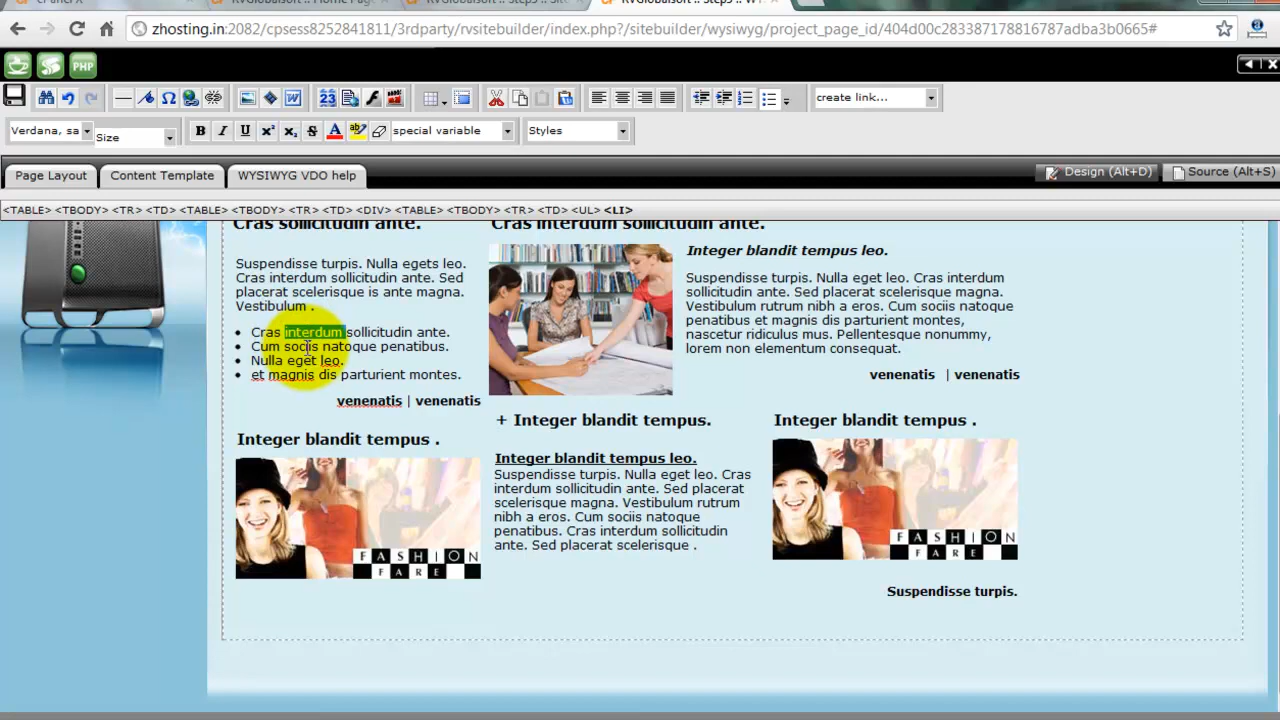 zhosting.in:2082/cpsess8252841811/3rdparty/rvsitebuilder/index.php?/sitebuilder/wysiwyg/project_page_id/404d00c283387178816787adba3b0665#
PHP
23
create link...
Verdana, sa
Size
B I U x² x₂ S A ab
special variable
Styles
Page Layout
Content Template
WYSIWYG VDO help
Design (Alt+D)
Source (Alt+S)
<TABLE> <TBODY> <TR> <TD> <TABLE> <TBODY> <TR> <TD> <DIV> <TABLE> <TBODY> <TR> <TD> <UL> <LI>
Cras sollicitudin ante.
Suspendisse turpis. Nulla egets leo.
Cras interdum sollicitudin ante. Sed
placerat scelerisque is ante magna.
Vestibulum .
• Cras interdum sollicitudin ante.
• Cum sociis natoque penatibus.
• Nulla eget leo.
• et magnis dis parturient montes.
venenatis | venenatis
Cras interdum sollicitudin ante.
Integer blandit tempus leo.
Suspendisse turpis. Nulla eget leo. Cras interdum
sollicitudin ante. Sed placerat scelerisque magna.
Vestibulum rutrum nibh a eros. Cum sociis natoque
penatibus et magnis dis parturient montes,
nascetur ridiculus mus. Pellentesque nonummy,
lorem non elementum consequat.
venenatis | venenatis
Integer blandit tempus .
FASHION
FARE
+ Integer blandit tempus.
Integer blandit tempus leo.
Suspendisse turpis. Nulla eget leo. Cras
interdum sollicitudin ante. Sed placerat
scelerisque magna. Vestibulum rutrum
nibh a eros. Cum sociis natoque
penatibus. Cras interdum sollicitudin
ante. Sed placerat scelerisque .
Integer blandit tempus .
FASHION
FARE
Suspendisse turpis.